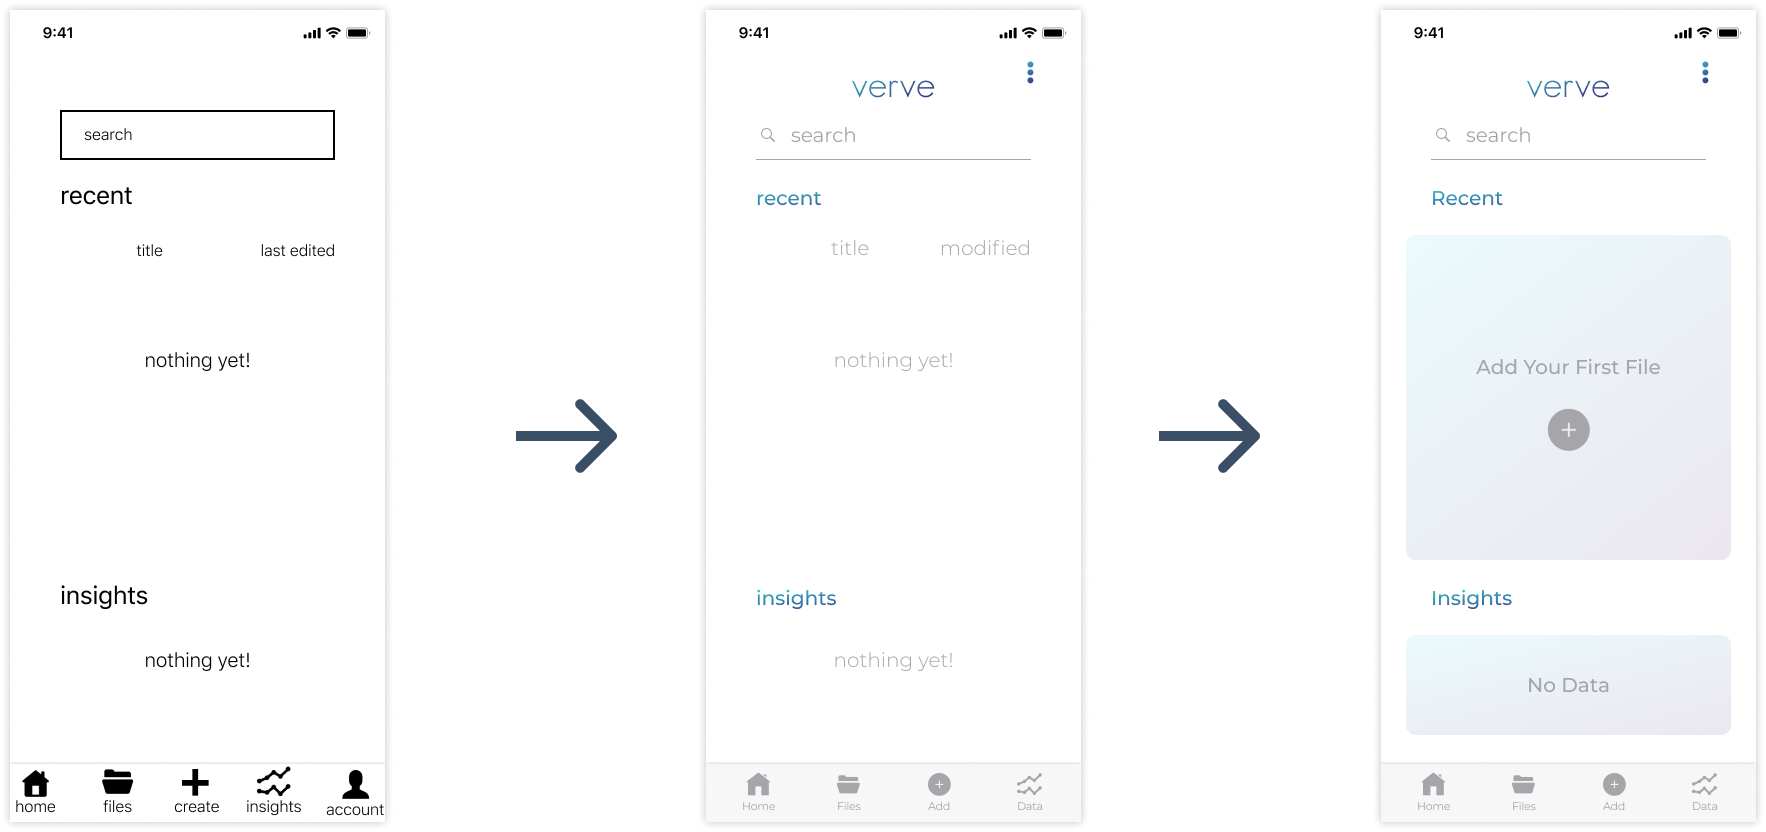 9:41
search
recent
title last edited
nothing yet!
insights
nothing yet!
home files create insights account
9:41
verve
search
recent
title modified
nothing yet!
insights
nothing yet!
Home Files Add Data
9:41
verve
search
Recent
Add Your First File
Insights
No Data
Home Files Add Data